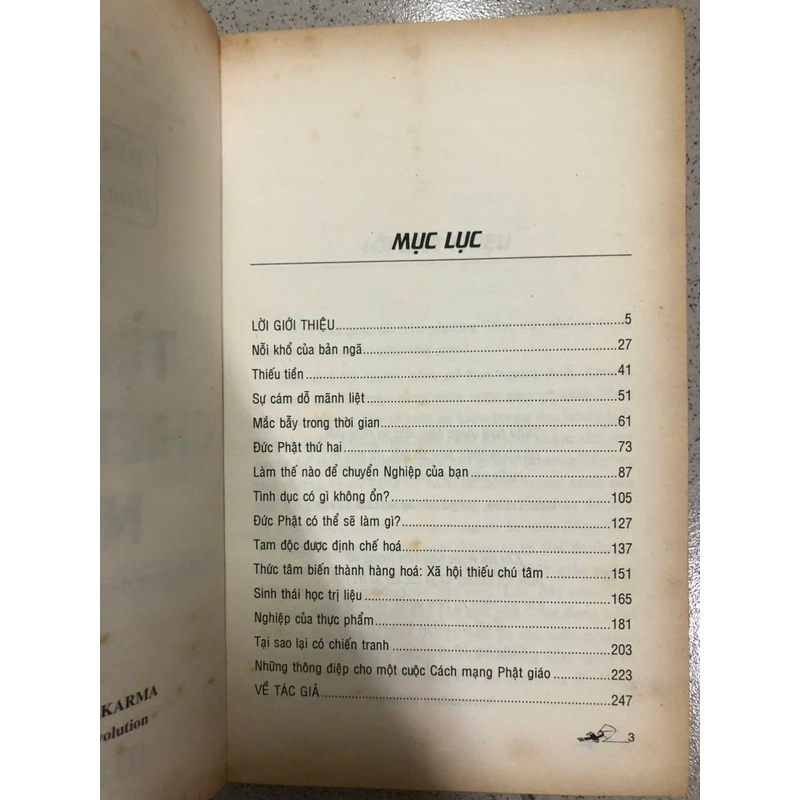 MỤC LỤC
LỜI GIỚI THIỆU 5
Nỗi khổ của bản ngã 27
Thiếu tiền 41
Sự cám dỗ mãnh liệt 51
Mắc bẫy trong thời gian 61
Đức Phật thứ hai 73
Làm thế nào để chuyển Nghiệp của bạn 87
Tình dục có gì không ổn? 105
Đức Phật có thể sẽ làm gì? 127
Tam độc được định chế hoá 137
Thức tâm biến thành hàng hoá: Xã hội thiếu chú tâm 151
Sinh thái học trị liệu 165
Nghiệp của thực phẩm 181
Tại sao lại có chiến tranh 203
Những thông điệp cho một cuộc Cách mạng Phật giáo 223
VỀ TÁC GIẢ 247
3
KARMA
volution